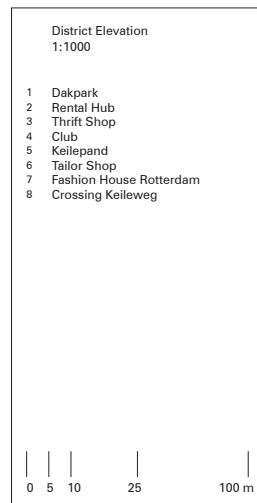 District Elevation
1:1000
1 Dakpark
2 Rental Hub
3 Thrift Shop
4 Club
5 Keilepand
6 Tailor Shop
7 Fashion House Rotterdam
8 Crossing Keileweg
0 5 10 25 100 m